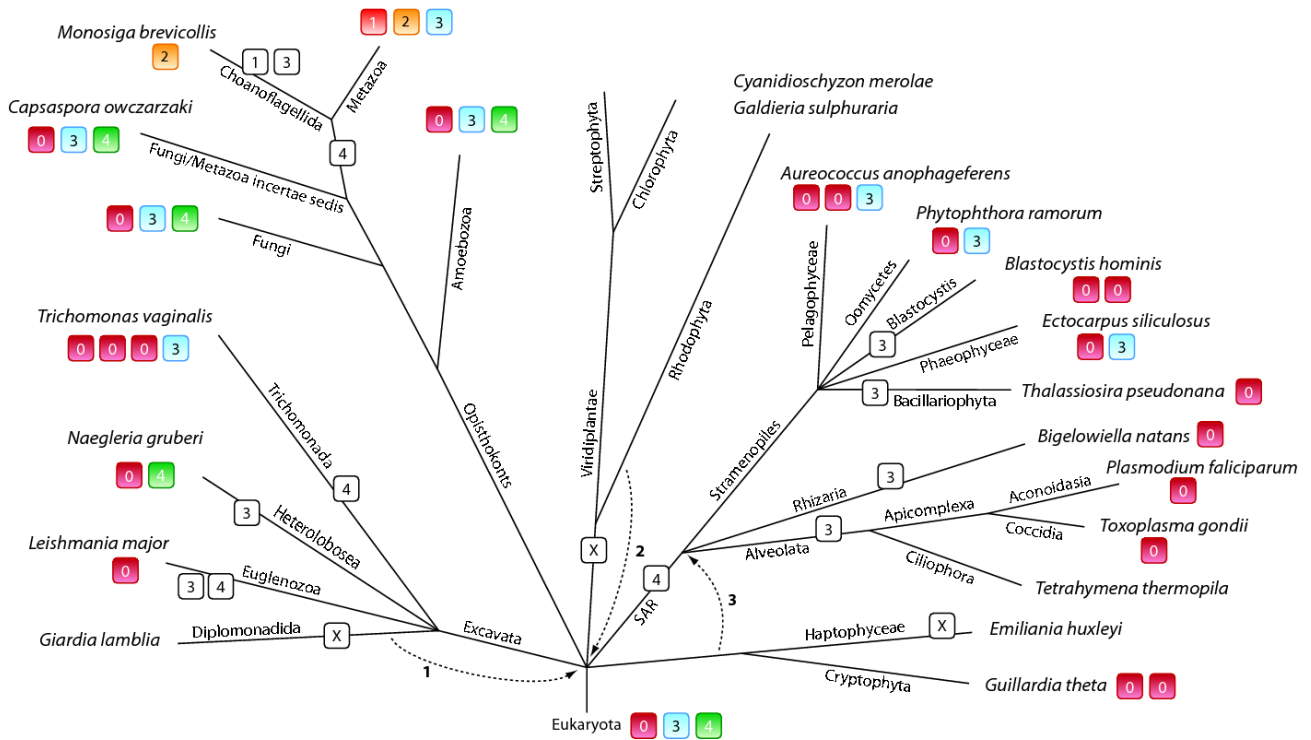 1 2 3
Monosiga brevicollis
2
1 3
Choanoflagellida
Metazoa
Cyanidioschyzon merolae
Galdieria sulphuraria
Capsaspora owczarzaki
0 3 4
0 3 4
4
Fungi/Metazoa incertae sedis
Streptophyta
Chlorophyta
Aureococcus anophageferens
0 0 3
Phytophthora ramorum
0 3
0 3 4
Fungi
Amoebozoa
Pelagophyceae
Oomycetes
Blastocystis hominis
0 0
Blastocystis
3
Trichomonas vaginalis
0 0 0 3
Rhodophyta
Ectocarpus siliculosus
0 3
Phaeophyceae
Thalassiosira pseudonana 0
3
Bacillariophyta
Trichomonada
4
Opisthokonts
Viridiplantae
Stramenopiles
Naegleria gruberi
0 4
3
Heterolobosea
Bigelowiella natans 0
3
Rhizaria
Plasmodium faliciparum
0
Aconoidasia
Apicomplexa
Coccidia
Toxoplasma gondii
0
3
Alveolata
Ciliophora
Tetrahymena thermopila
Leishmania major
0
3 4
Euglenozoa
X
2
4
SAR
3
Giardia lamblia
Diplomonadida
X
Excavata
1
Haptophyceae
X
Emiliania huxleyi
Cryptophyta
Guillardia theta 0 0
Eukaryota 0 3 4